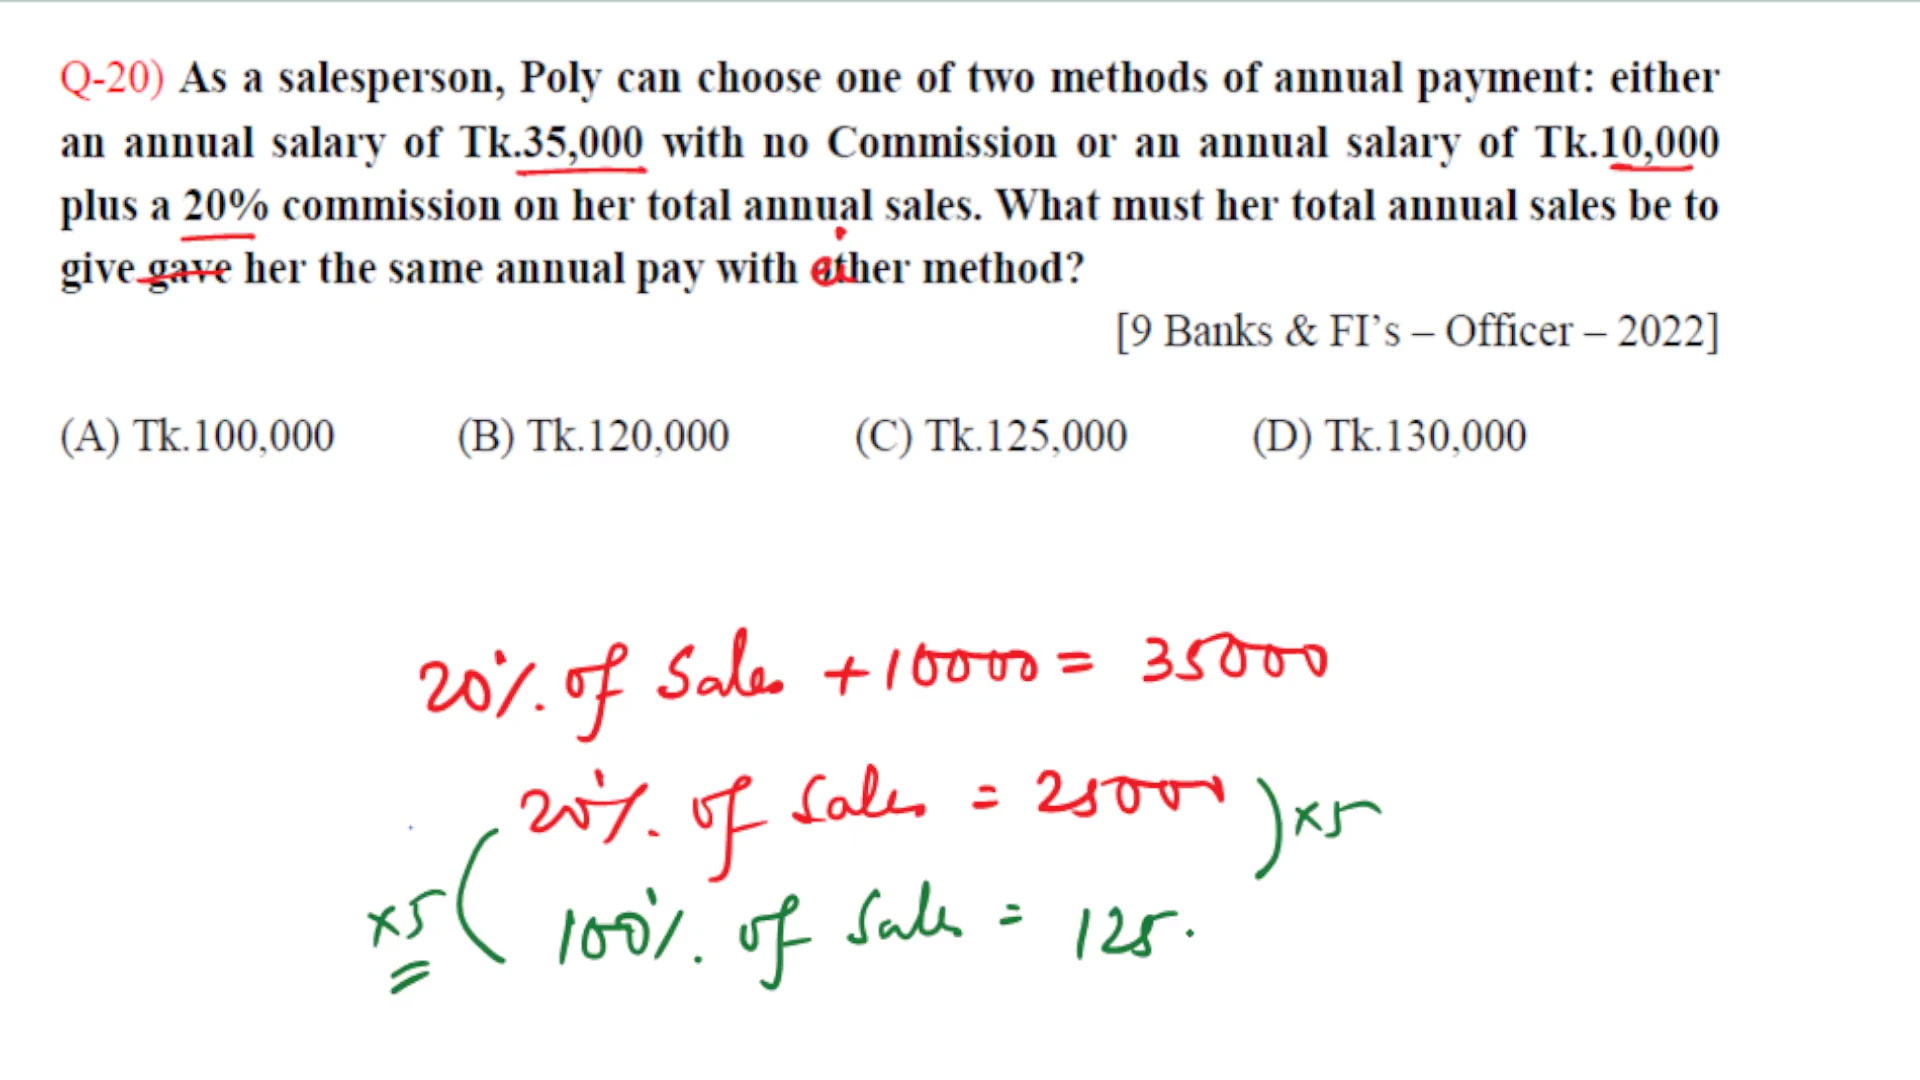 Q-20) As a salesperson, Poly can choose one of two methods of annual payment: either
an annual salary of Tk.35,000 with no Commission or an annual salary of Tk.10,000
plus a 20% commission on her total annual sales. What must her total annual sales be to
give gave her the same annual pay with either method?
[9 Banks & FI's – Officer – 2022]
(A) Tk.100,000 (B) Tk.120,000 (C) Tk.125,000 (D) Tk.130,000
20% of Sales + 10000 = 35000
20% of Sales = 25000 ) ×5
×5 ( 100% of Sales = 125.